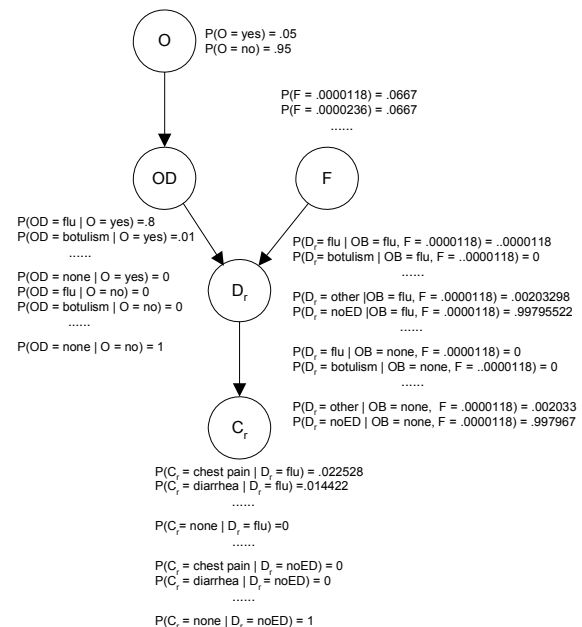 O
P(O = yes) = .05
P(O = no) = .95
P(F = .0000118) = .0667
P(F = .0000236) = .0667
......
OD
F
P(OD = flu | O = yes)=.8
P(OD = botulism | O = yes)=.01
......
P(OD = none | O = yes) = 0
P(OD = flu | O = no) = 0
P(OD = botulism | O = no) = 0
......
P(OD = none | O = no) = 1
D_r
P(D_r= flu | OB = flu, F = .0000118) = ..0000118
P(D_r= botulism | OB = flu, F = ..0000118) = 0
......
P(D_r = other |OB = flu, F = .0000118) = .00203298
P(D_r = noED |OB = flu, F = .0000118) = .99795522
......
P(D_r = flu | OB = none, F = .0000118) = 0
P(D_r = botulism | OB = none, F = ..0000118) = 0
......
P(D_r = other | OB = none, F = .0000118) = .002033
P(D_r = noED | OB = none, F = .0000118) = .997967
C_r
P(C_r = chest pain | D_r = flu) = .022528
P(C_r = diarrhea | D_r = flu) =.014422
......
P(C_r= none | D_r = flu) =0
......
P(C_r = chest pain | D_r = noED) = 0
P(C_r = diarrhea | D_r = noED) = 0
......
P(C_r = none | D_r = noED) = 1